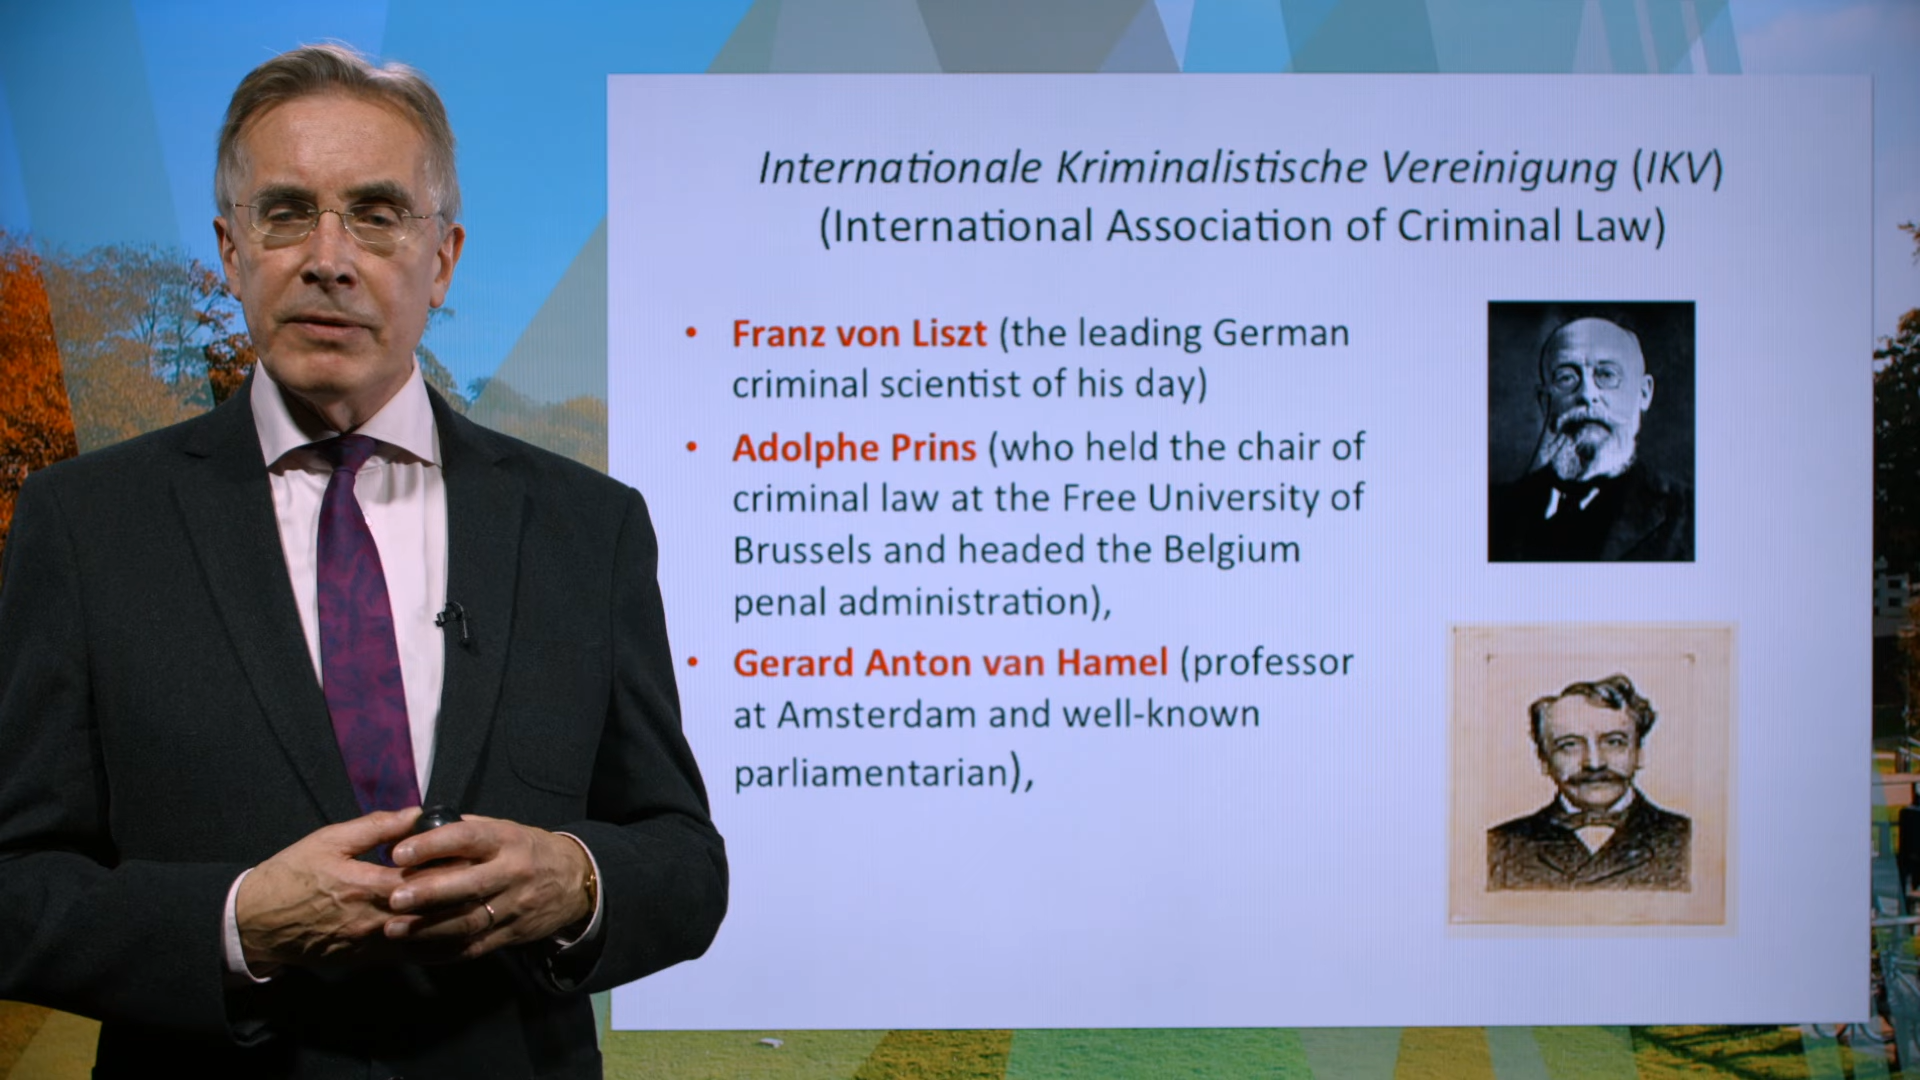 Internationale Kriminalistische Vereinigung (IKV)
(International Association of Criminal Law)
• Franz von Liszt (the leading German
criminal scientist of his day)
• Adolphe Prins (who held the chair of
criminal law at the Free University of
Brussels and headed the Belgium
penal administration),
• Gerard Anton van Hamel (professor
at Amsterdam and well-known
parliamentarian),